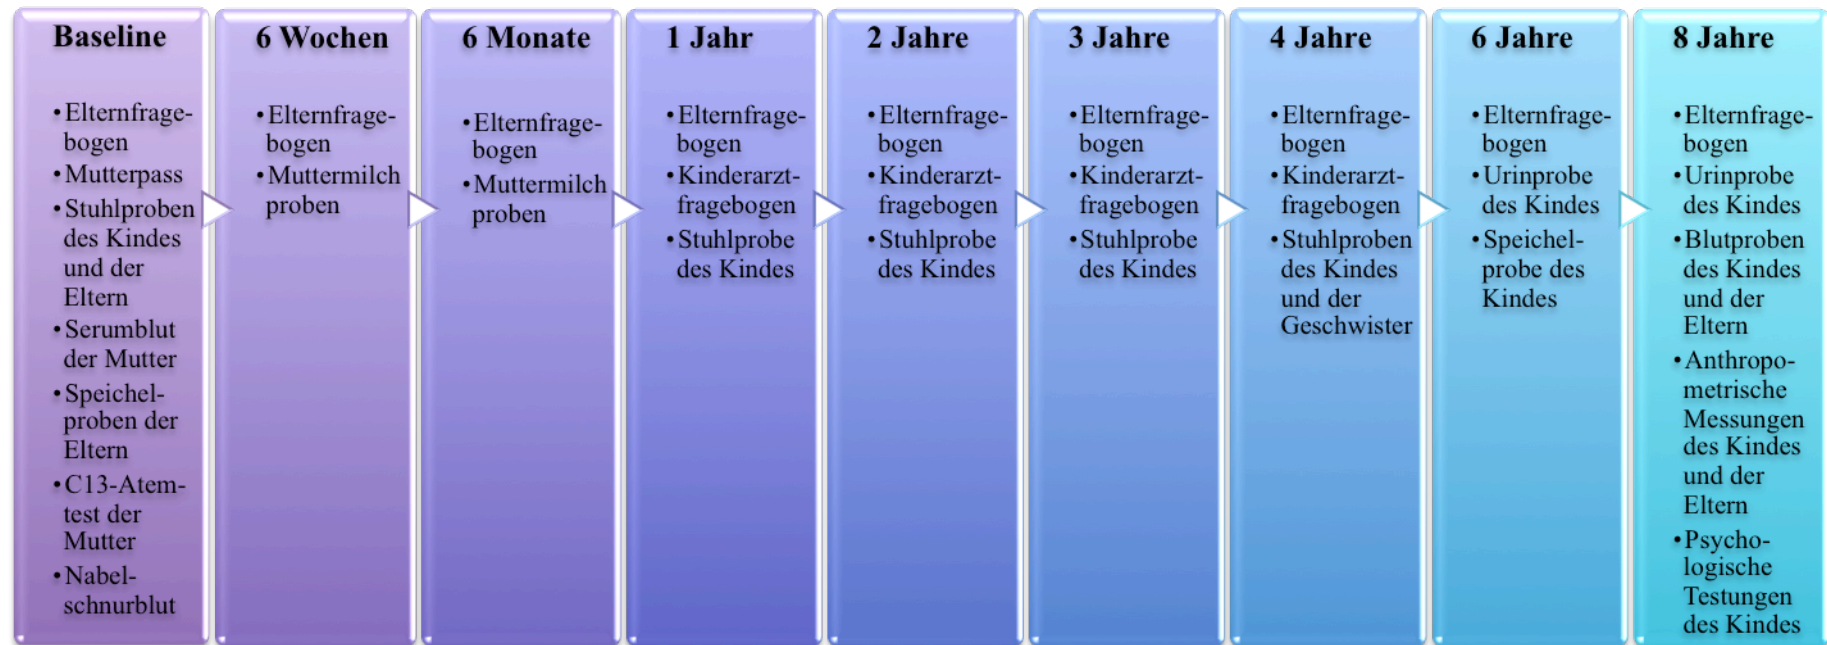 Baseline
•Elternfrage-
bogen
•Mutterpass
•Stuhlproben
des Kindes
und der
Eltern
•Serumblut
der Mutter
•Speichel-
proben der
Eltern
•C13-Atem-
test der
Mutter
•Nabel-
schnurblut
6 Wochen
•Elternfrage-
bogen
•Muttermilch
proben
6 Monate
•Elternfrage-
bogen
•Muttermilch
proben
1 Jahr
•Elternfrage-
bogen
•Kinderarzt-
fragebogen
•Stuhlprobe
des Kindes
2 Jahre
•Elternfrage-
bogen
•Kinderarzt-
fragebogen
•Stuhlprobe
des Kindes
3 Jahre
•Elternfrage-
bogen
•Kinderarzt-
fragebogen
•Stuhlprobe
des Kindes
4 Jahre
•Elternfrage-
bogen
•Kinderarzt-
fragebogen
•Stuhlproben
des Kindes
und der
Geschwister
6 Jahre
•Elternfrage-
bogen
•Urinprobe
des Kindes
•Speichel-
probe des
Kindes
8 Jahre
•Elternfrage-
bogen
•Urinprobe
des Kindes
•Blutproben
des Kindes
und der
Eltern
•Anthropo-
metrische
Messungen
des Kindes
und der
Eltern
•Psycho-
logische
Testungen
des Kindes